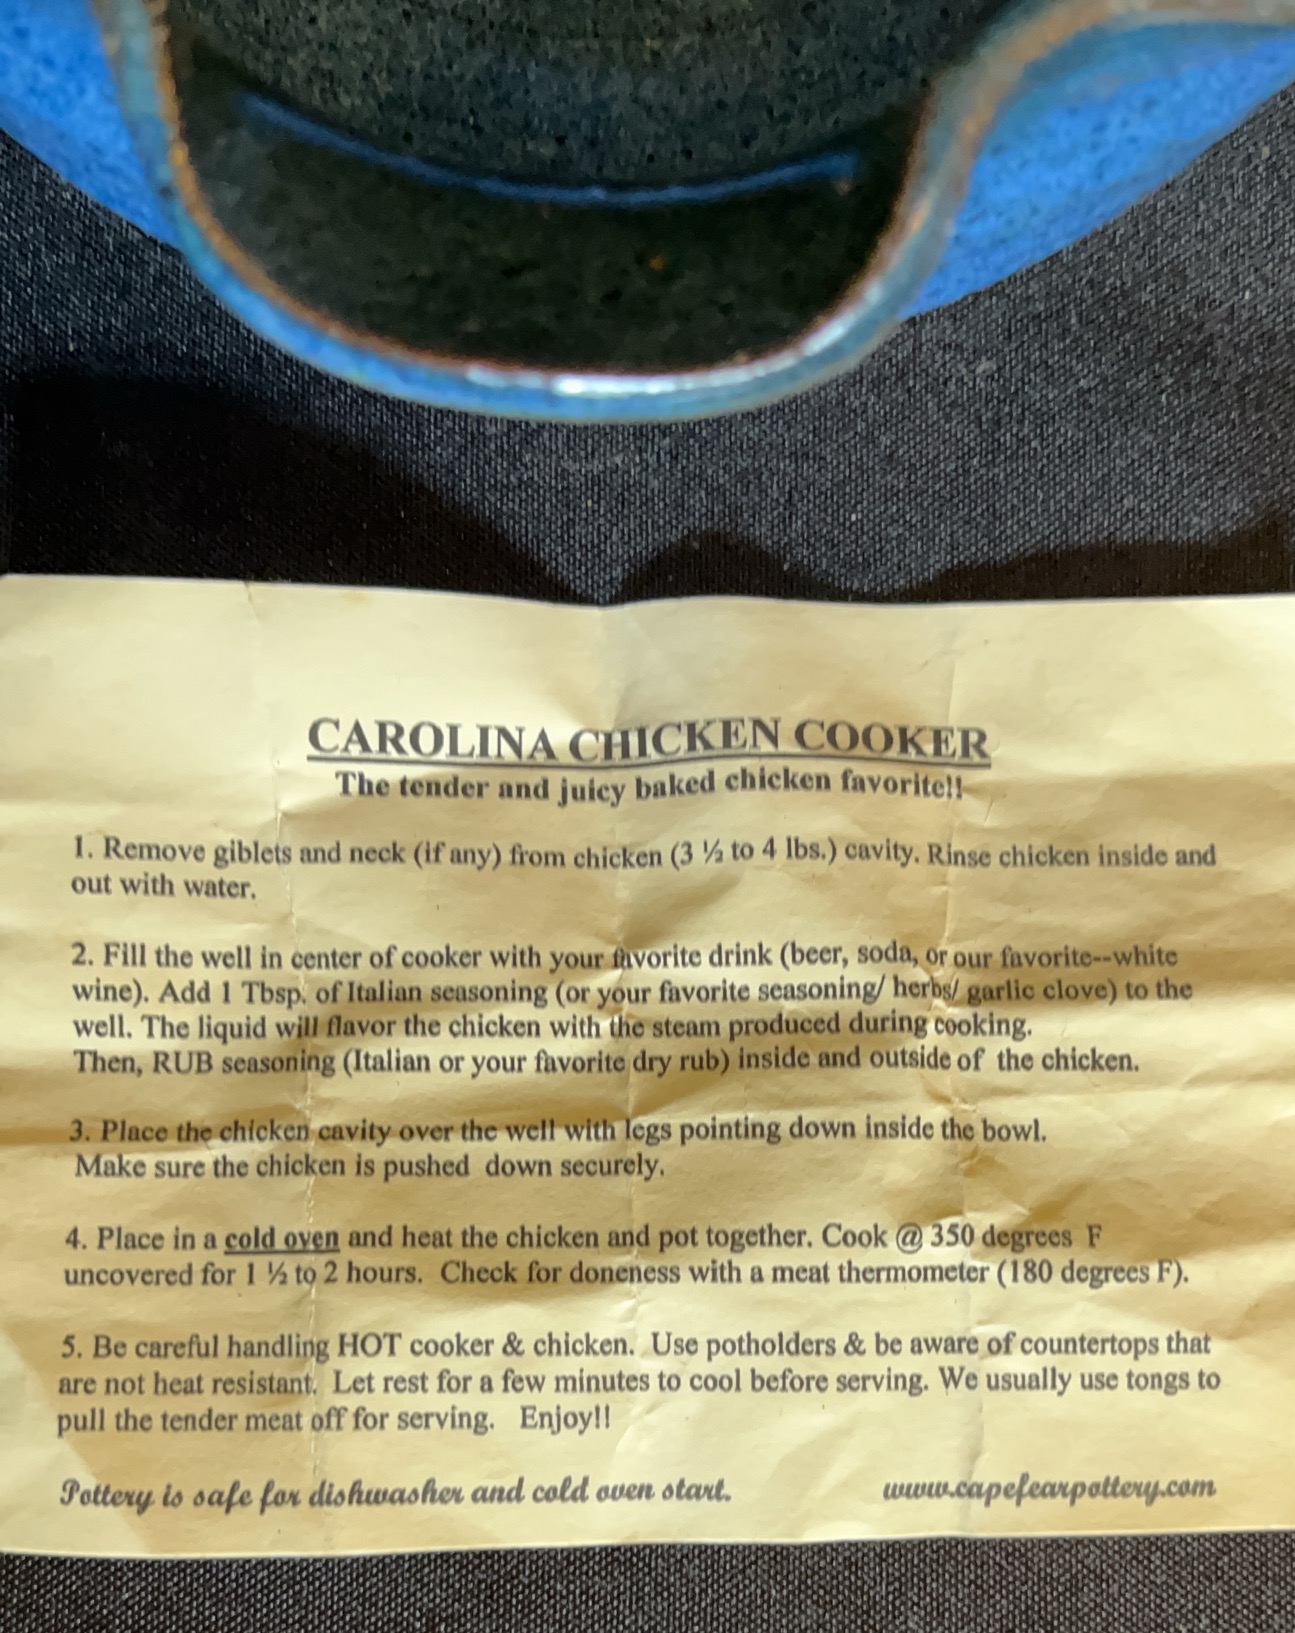 CAROLINA CHICKEN COOKER
The tender and juicy baked chicken favorite!!
1. Remove giblets and neck (if any) from chicken (3 ½ to 4 lbs.) cavity. Rinse chicken inside and
out with water.
2. Fill the well in center of cooker with your favorite drink (beer, soda, or our favorite--white
wine). Add 1 Tbsp. of Italian seasoning (or your favorite seasoning/ herbs/ garlic clove) to the
well. The liquid will flavor the chicken with the steam produced during cooking.
Then, RUB seasoning (Italian or your favorite dry rub) inside and outside of the chicken.
3. Place the chicken cavity over the well with legs pointing down inside the bowl.
Make sure the chicken is pushed down securely.
4. Place in a cold oven and heat the chicken and pot together. Cook @ 350 degrees F
uncovered for 1 ½ to 2 hours. Check for doneness with a meat thermometer (180 degrees F).
5. Be careful handling HOT cooker & chicken. Use potholders & be aware of countertops that
are not heat resistant. Let rest for a few minutes to cool before serving. We usually use tongs to
pull the tender meat off for serving. Enjoy!!
Pottery is safe for dishwasher and cold oven start. www.capefearpottery.com